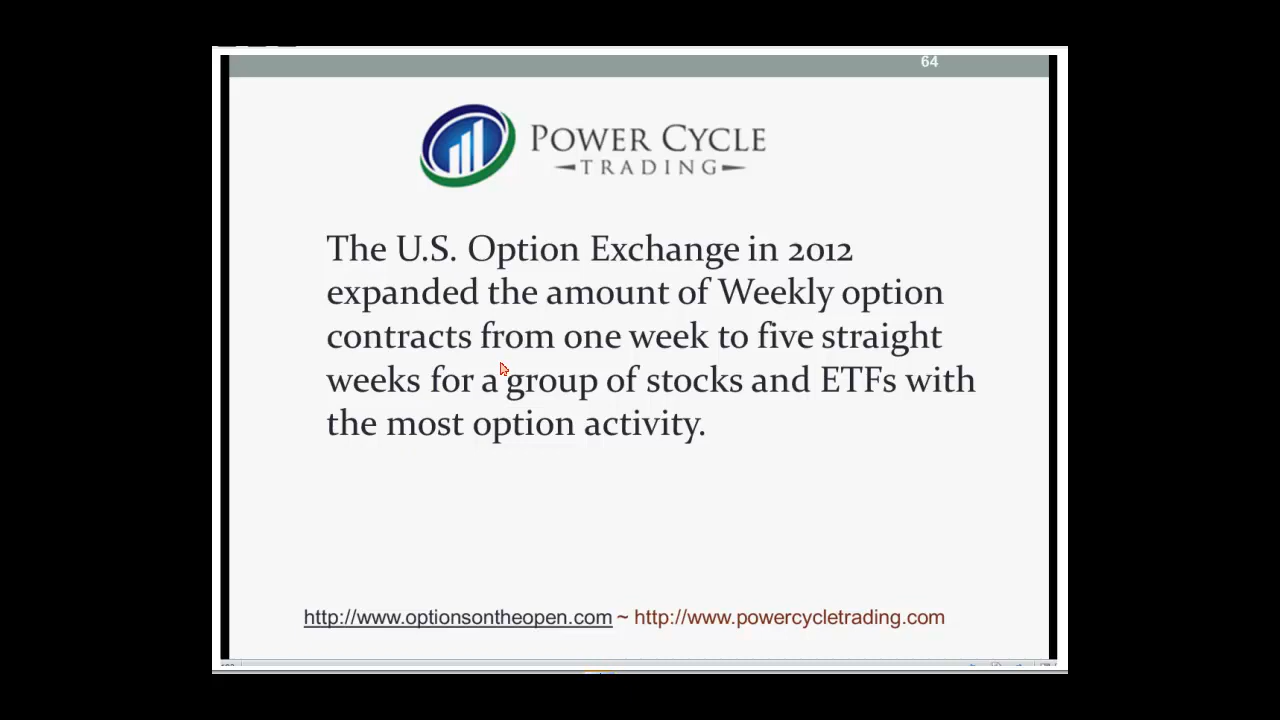 64
POWER CYCLE
TRADING
The U.S. Option Exchange in 2012
expanded the amount of Weekly option
contracts from one week to five straight
weeks for a group of stocks and ETFs with
the most option activity.
http://www.optionsontheopen.com ~ http://www.powercycletrading.com